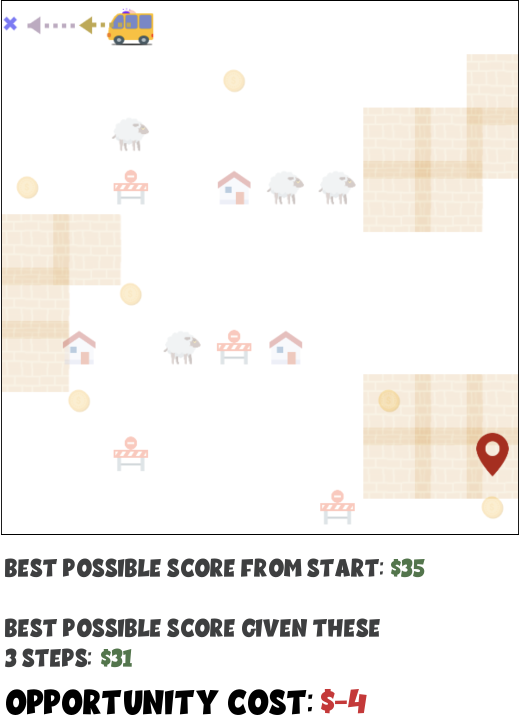 BEST POSSIBLE SCORE FROM START: $35
BEST POSSIBLE SCORE GIVEN THESE
3 STEPS: $31
OPPORTUNITY COST: $-4